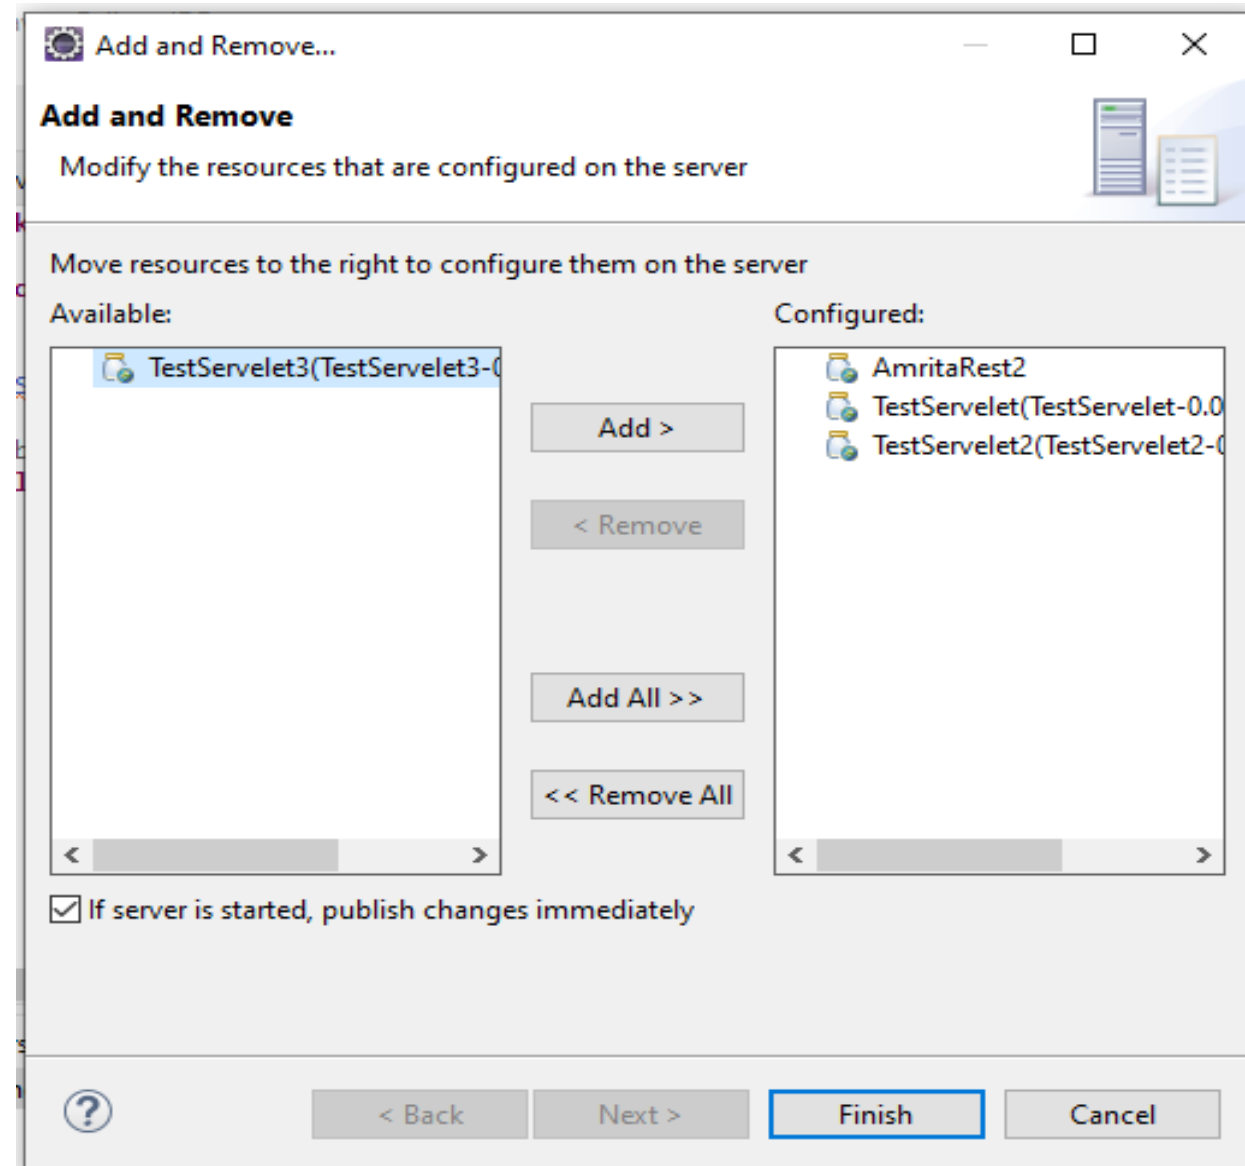 Add and Remove...
Add and Remove
Modify the resources that are configured on the server
Move resources to the right to configure them on the server
Available:
Configured:
TestServelet3(TestServelet3-0
AmritaRest2
TestServelet(TestServelet-0.0
TestServelet2(TestServelet2-0
Add >
< Remove
Add All >>
<< Remove All
If server is started, publish changes immediately
< Back
Next >
Finish
Cancel